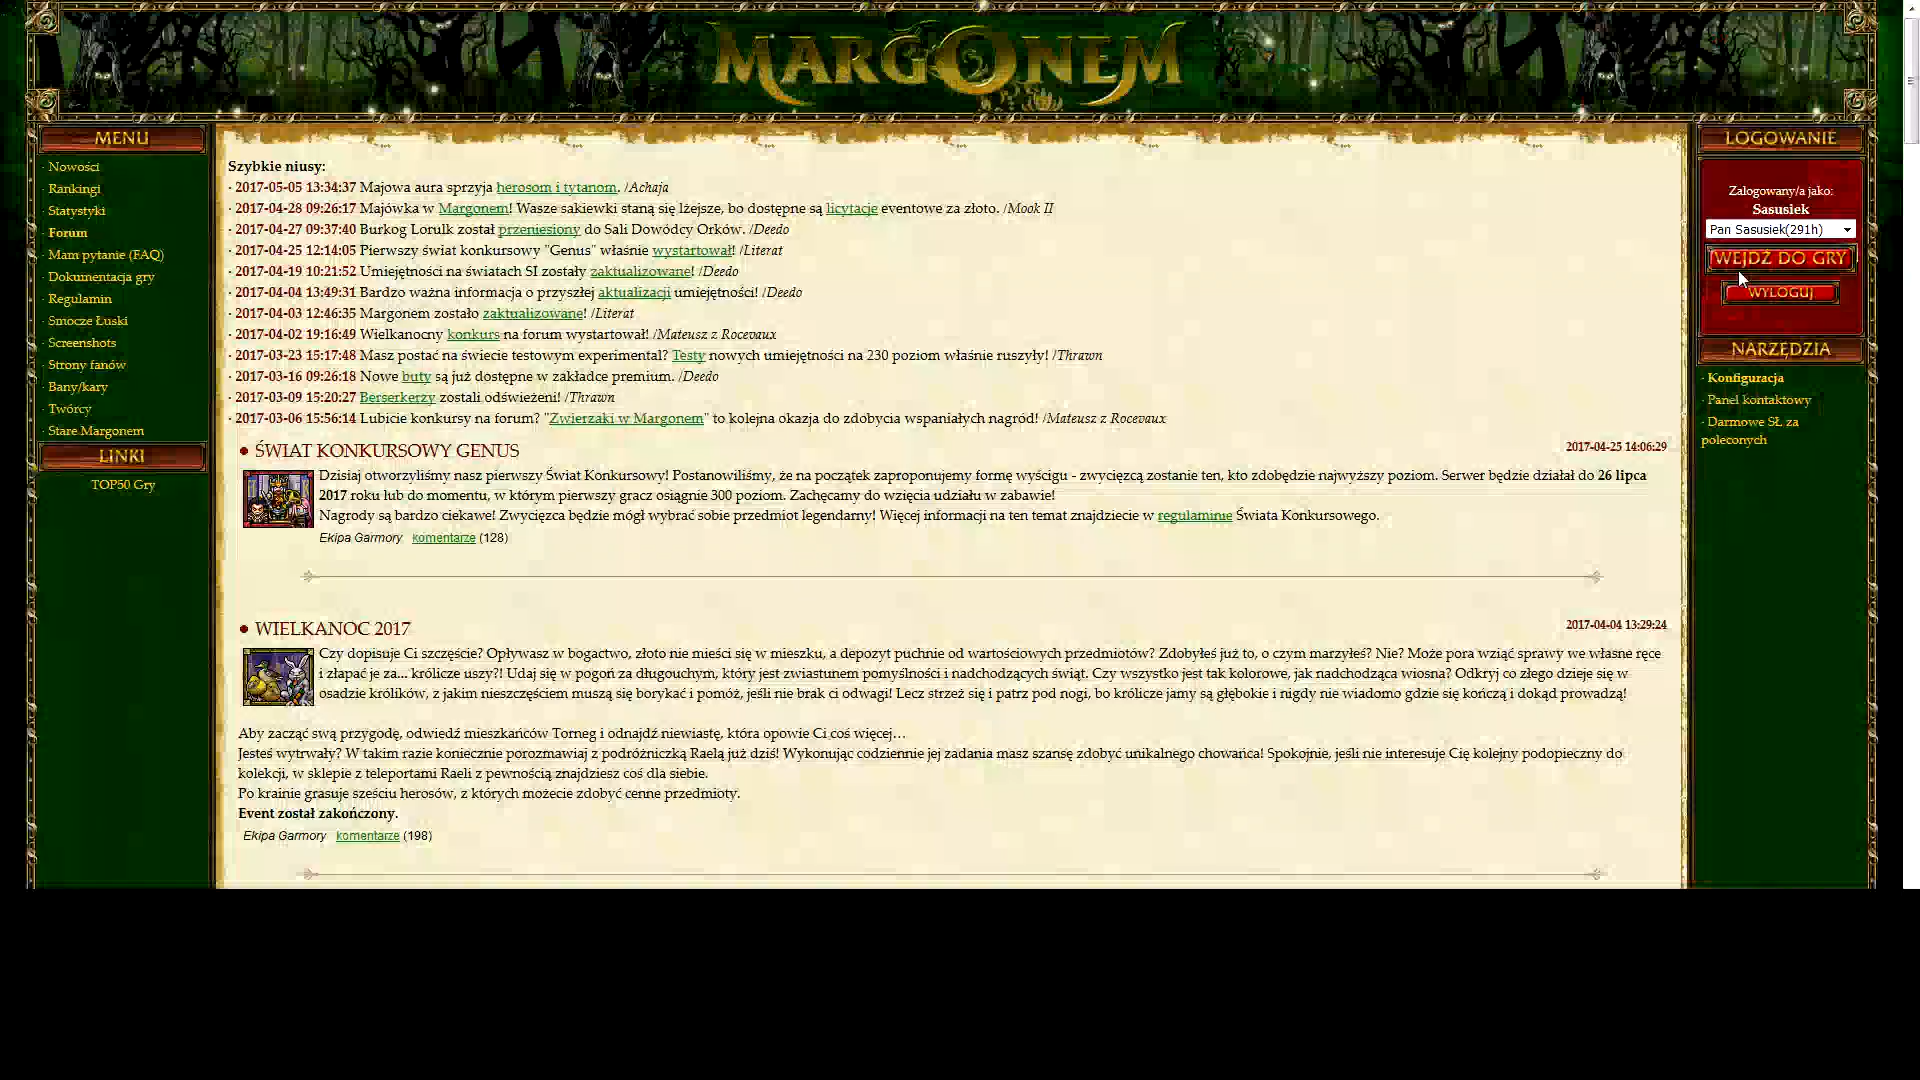 MARGONEM
MENU
· Nowości
· Rankingi
· Statystyki
· Forum
· Mam pytanie (FAQ)
· Dokumentacja gry
· Regulamin
· Smocze Łuski
· Screenshots
· Strony fanów
· Bany/kary
· Twórcy
· Stare Margonem
LINKI
TOP50 Gry
Szybkie niusy:
· 2017-05-05 13:34:37 Majowa aura sprzyja herosom i tytanom. /Achaja
· 2017-04-28 09:26:17 Majówka w Margonem! Wasze sakiewki staną się lżejsze, bo dostępne są licytacje eventowe za złoto. /Mook II
· 2017-04-27 09:37:40 Burkog Lorulk został przeniesiony do Sali Dowódcy Orków. /Deedo
· 2017-04-25 12:14:05 Pierwszy świat konkursowy "Genus" właśnie wystartował! /Literat
· 2017-04-19 10:21:52 Umiejętności na światach SI zostały zaktualizowane! /Deedo
· 2017-04-04 13:49:31 Bardzo ważna informacja o przyszłej aktualizacji umiejętności! /Deedo
· 2017-04-03 12:46:35 Margonem zostało zaktualizowane! /Literat
· 2017-04-02 19:16:49 Wielkanocny konkurs na forum wystartował! /Mateusz z Rocevaux
· 2017-03-23 15:17:48 Masz postać na świecie testowym experimental? Testy nowych umiejętności na 230 poziom właśnie ruszyły! /Thrawn
· 2017-03-16 09:26:18 Nowe buty są już dostępne w zakładce premium. /Deedo
· 2017-03-09 15:20:27 Berserkerzy zostali odświeżeni! /Thrawn
· 2017-03-06 15:56:14 Lubicie konkursy na forum? "Zwierzaki w Margonem" to kolejna okazja do zdobycia wspaniałych nagród! /Mateusz z Rocevaux
● ŚWIAT KONKURSOWY GENUS 2017-04-25 14:06:29
Dzisiaj otworzyliśmy nasz pierwszy Świat Konkursowy! Postanowiliśmy, że na początek zaproponujemy formę wyścigu - zwycięzcą zostanie ten, kto zdobędzie najwyższy poziom. Serwer będzie działał do 26 lipca
2017 roku lub do momentu, w którym pierwszy gracz osiągnie 300 poziom. Zachęcamy do wzięcia udziału w zabawie!
Nagrody są bardzo ciekawe! Zwycięzca będzie mógł wybrać sobie przedmiot legendarny! Więcej informacji na ten temat znajdziecie w regulaminie Świata Konkursowego.
Ekipa Garmory komentarze (128)
● WIELKANOC 2017 2017-04-04 13:29:24
Czy dopisuje Ci szczęście? Opływasz w bogactwo, złoto nie mieści się w mieszku, a depozyt puchnie od wartościowych przedmiotów? Zdobyłeś już to, o czym marzyłeś? Nie? Może pora wziąć sprawy we własne ręce
i złapać je za... królicze uszy?! Udaj się w pogoń za długouchym, który jest zwiastunem pomyślności i nadchodzących świąt. Czy wszystko jest tak kolorowe, jak nadchodząca wiosna? Odkryj co złego dzieje się w
osadzie królików, z jakim nieszczęściem muszą się borykać i pomóż, jeśli nie brak ci odwagi! Lecz strzeż się i patrz pod nogi, bo królicze jamy są głębokie i nigdy nie wiadomo gdzie się kończą i dokąd prowadzą!
Aby zacząć swą przygodę, odwiedź mieszkańców Torneg i odnajdź niewiastę, która opowie Ci coś więcej…
Jesteś wytrwały? W takim razie koniecznie porozmawiaj z podróżniczką Raelą już dziś! Wykonując codziennie jej zadania masz szansę zdobyć unikalnego chowańca! Spokojnie, jeśli nie interesuje Cię kolejny podopieczny do
kolekcji, w sklepie z teleportami Raeli z pewnością znajdziesz coś dla siebie.
Po krainie grasuje sześciu herosów, z których możecie zdobyć cenne przedmioty.
Event został zakończony.
Ekipa Garmory komentarze (198)
LOGOWANIE
Zalogowany/a jako:
Sasusiek
Pan Sasusiek(291h)
WEJDŹ DO GRY
WYLOGUJ
NARZĘDZIA
· Konfiguracja
· Panel kontaktowy
· Darmowe SŁ za
poleconych